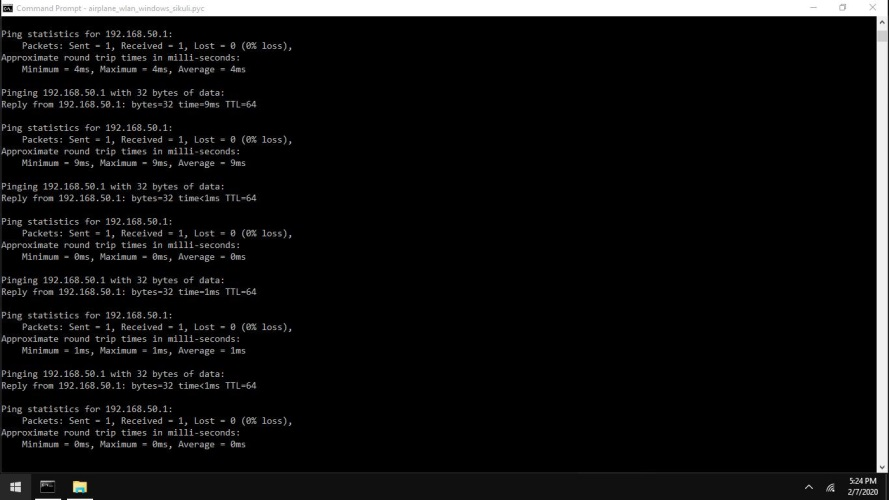 Command Prompt - airplane_wlan_windows_sikuli.pyc
Ping statistics for 192.168.50.1:
Packets: Sent = 1, Received = 1, Lost = 0 (0% loss),
Approximate round trip times in milli-seconds:
Minimum = 4ms, Maximum = 4ms, Average = 4ms
Pinging 192.168.50.1 with 32 bytes of data:
Reply from 192.168.50.1: bytes=32 time=9ms TTL=64
Ping statistics for 192.168.50.1:
Packets: Sent = 1, Received = 1, Lost = 0 (0% loss),
Approximate round trip times in milli-seconds:
Minimum = 9ms, Maximum = 9ms, Average = 9ms
Pinging 192.168.50.1 with 32 bytes of data:
Reply from 192.168.50.1: bytes=32 time<1ms TTL=64
Ping statistics for 192.168.50.1:
Packets: Sent = 1, Received = 1, Lost = 0 (0% loss),
Approximate round trip times in milli-seconds:
Minimum = 0ms, Maximum = 0ms, Average = 0ms
Pinging 192.168.50.1 with 32 bytes of data:
Reply from 192.168.50.1: bytes=32 time=1ms TTL=64
Ping statistics for 192.168.50.1:
Packets: Sent = 1, Received = 1, Lost = 0 (0% loss),
Approximate round trip times in milli-seconds:
Minimum = 1ms, Maximum = 1ms, Average = 1ms
Pinging 192.168.50.1 with 32 bytes of data:
Reply from 192.168.50.1: bytes=32 time<1ms TTL=64
Ping statistics for 192.168.50.1:
Packets: Sent = 1, Received = 1, Lost = 0 (0% loss),
Approximate round trip times in milli-seconds:
Minimum = 0ms, Maximum = 0ms, Average = 0ms
5:24 PM
2/7/2020